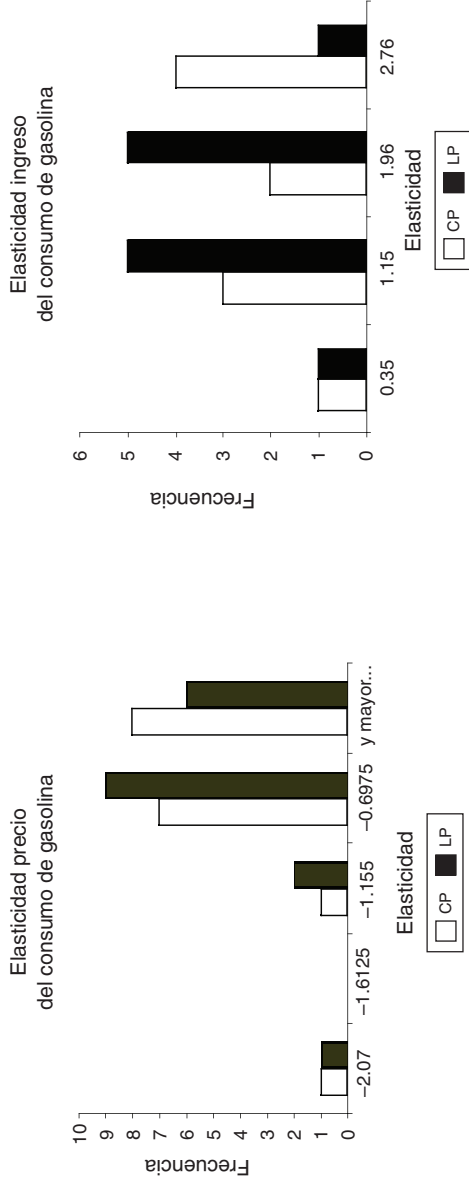 Elasticidad precio
del consumo de gasolina
Frecuencia
10
9
8
7
6
5
4
3
2
1
0
−2.07 −1.6125 −1.155 −0.6975 y mayor...
Elasticidad
CP LP
Elasticidad ingreso
del consumo de gasolina
Frecuencia
6
5
4
3
2
1
0
0.35 1.15 1.96 2.76
Elasticidad
CP LP